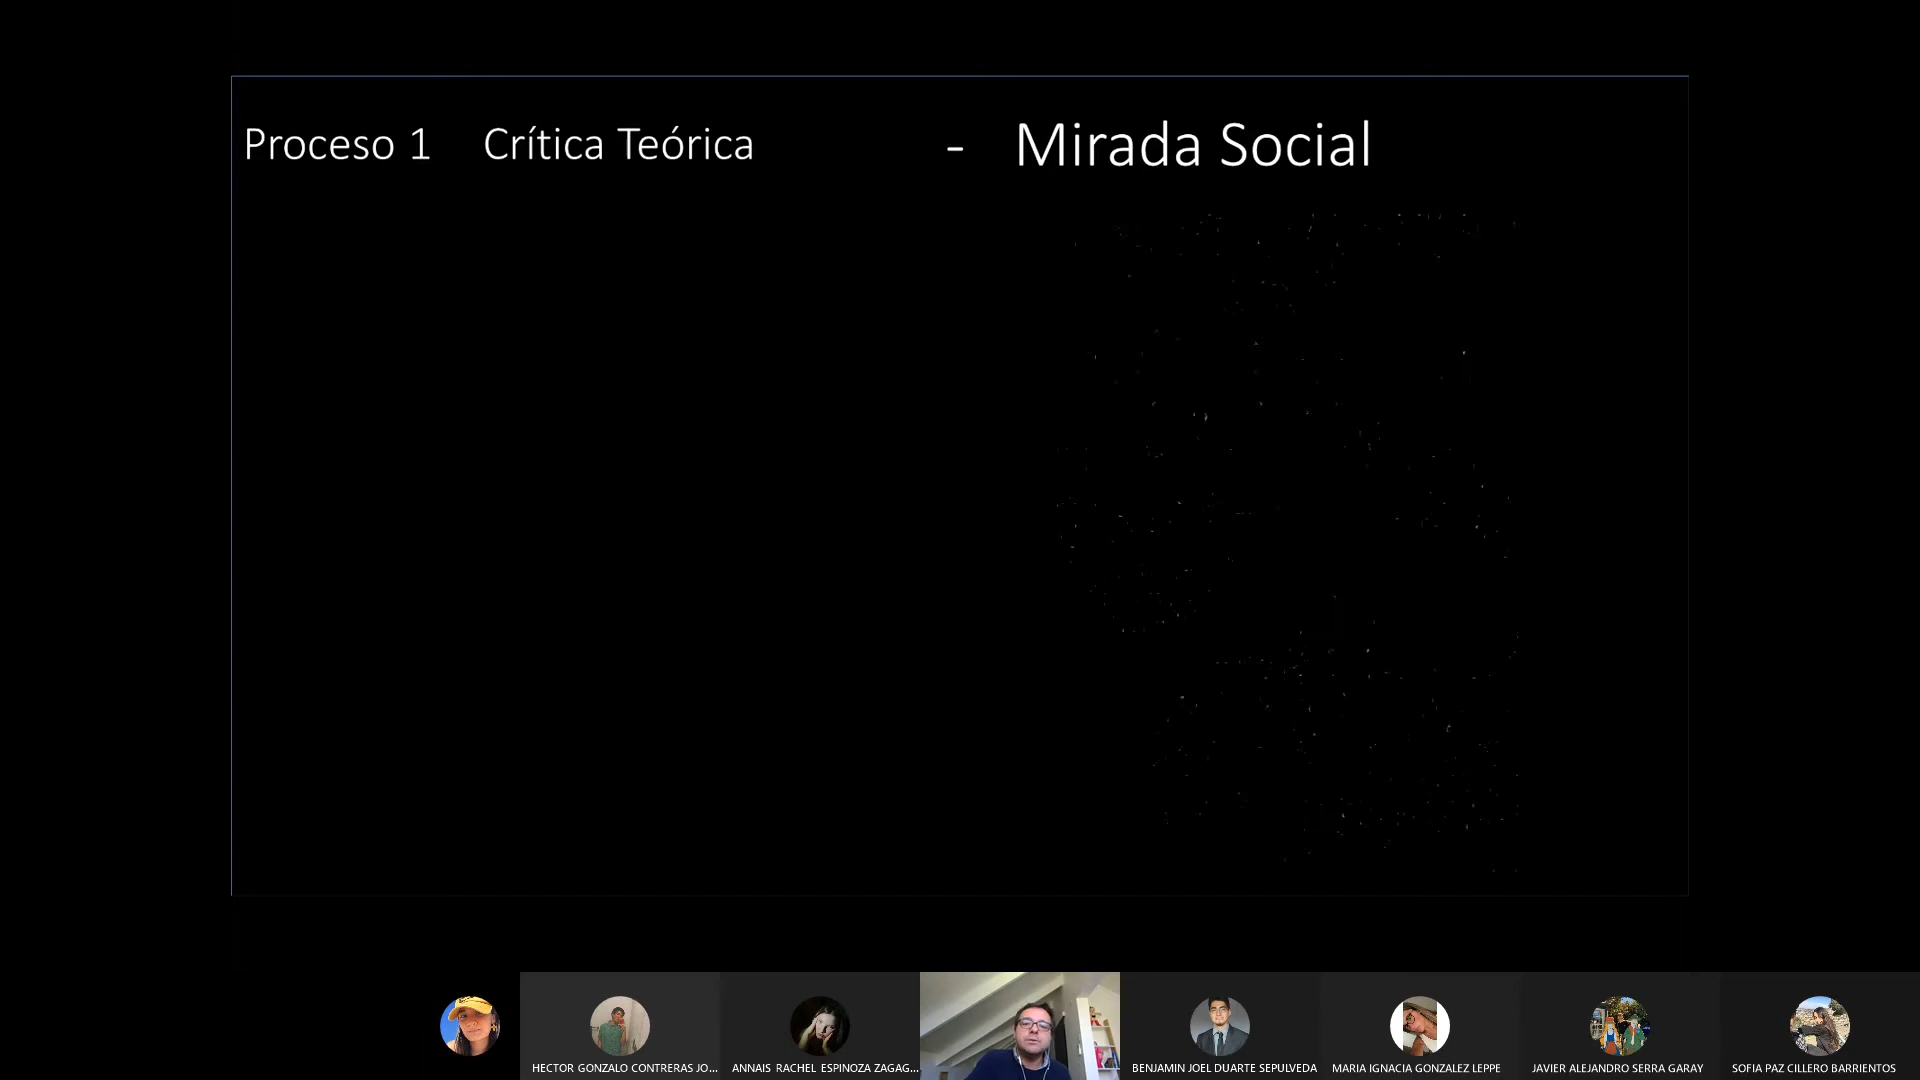 Proceso 1 Crítica Teórica - Mirada Social
HECTOR GONZALO CONTRERAS JO...
ANNAIS RACHEL ESPINOZA ZAGAG...
BENJAMIN JOEL DUARTE SEPULVEDA
MARIA IGNACIA GONZALEZ LEPPE
JAVIER ALEJANDRO SERRA GARAY
SOFIA PAZ CILLERO BARRIENTOS